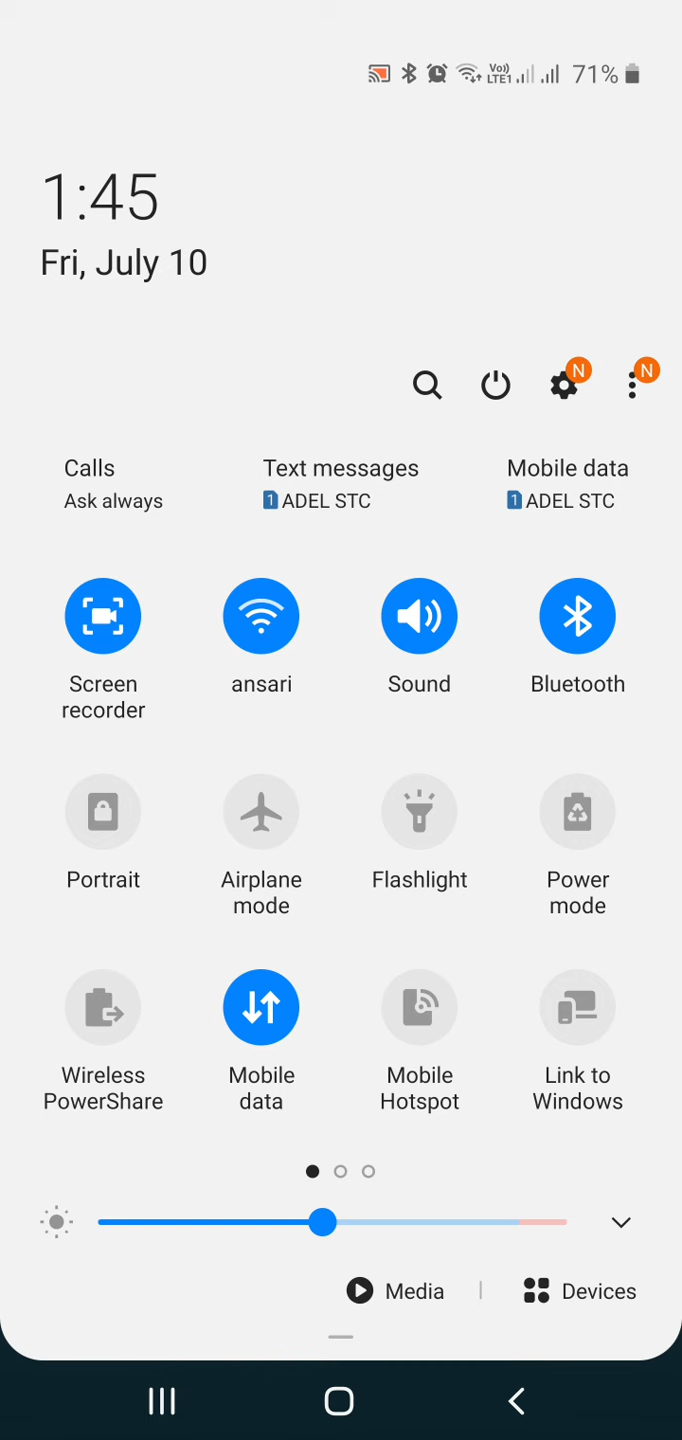 Vo)) LTE1 71%
1:45
Fri, July 10
N N
Calls Text messages Mobile data
Ask always 1 ADEL STC 1 ADEL STC
Screen recorder ansari Sound Bluetooth
Portrait Airplane mode Flashlight Power mode
Wireless PowerShare Mobile data Mobile Hotspot Link to Windows
Media | Devices